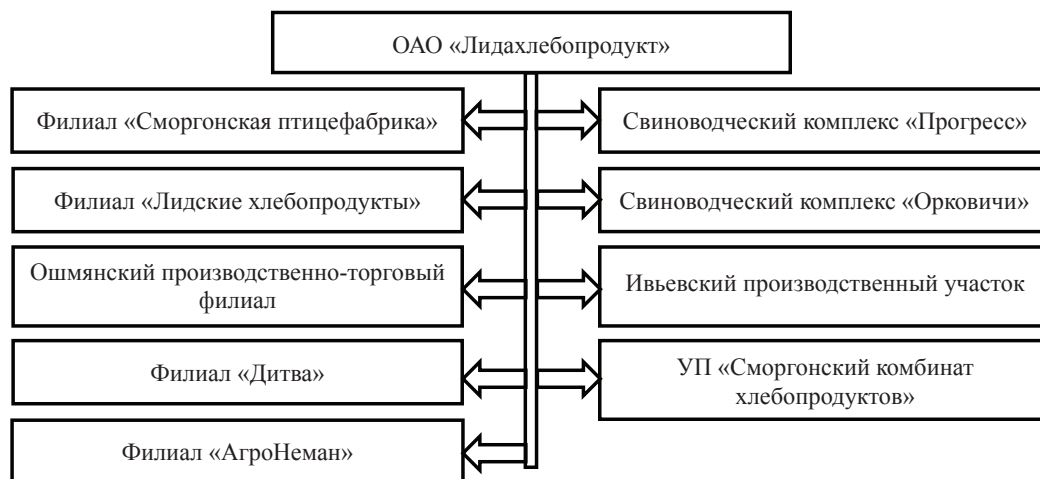 ОАО «Лидахлебопродукт»
Филиал «Сморгонская птицефабрика»
Свиноводческий комплекс «Прогресс»
Филиал «Лидские хлебопродукты»
Свиноводческий комплекс «Орковичи»
Ошмянский производственно-торговый
филиал
Ивьевский производственный участок
Филиал «Дитва»
УП «Сморгонский комбинат
хлебопродуктов»
Филиал «АгроНеман»